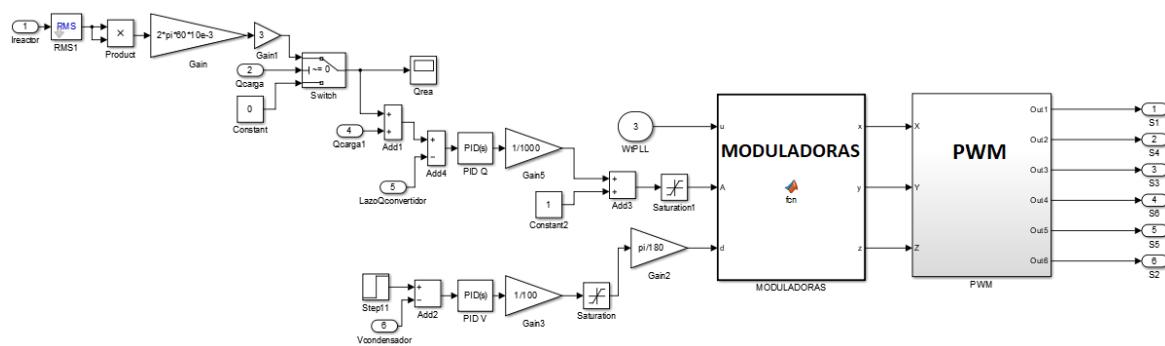 1
Ireactor
RMS
RMS1
×
Product
2*pi*60*10e-3
Gain
3
Gain1
2
Qcarga
~= 0
Switch
0
Constant
Qrea
4
Qcarga1
+
+
Add1
+
−
Add4
PID(s)
PID Q
1/1000
Gain5
5
LazoQconvertidor
1
Constant2
+
+
Add3
Saturation1
3
WtPLL
pi/180
Gain2
Step11
+
−
Add2
6
Vcondensador
PID(s)
PID V
1/100
Gain3
Saturation
u
A
d
MODULADORAS
fcn
x
y
z
MODULADORAS
X
Y
Z
PWM
Out1
Out2
Out3
Out4
Out5
Out6
PWM
1
S1
2
S4
3
S3
4
S6
5
S5
6
S2